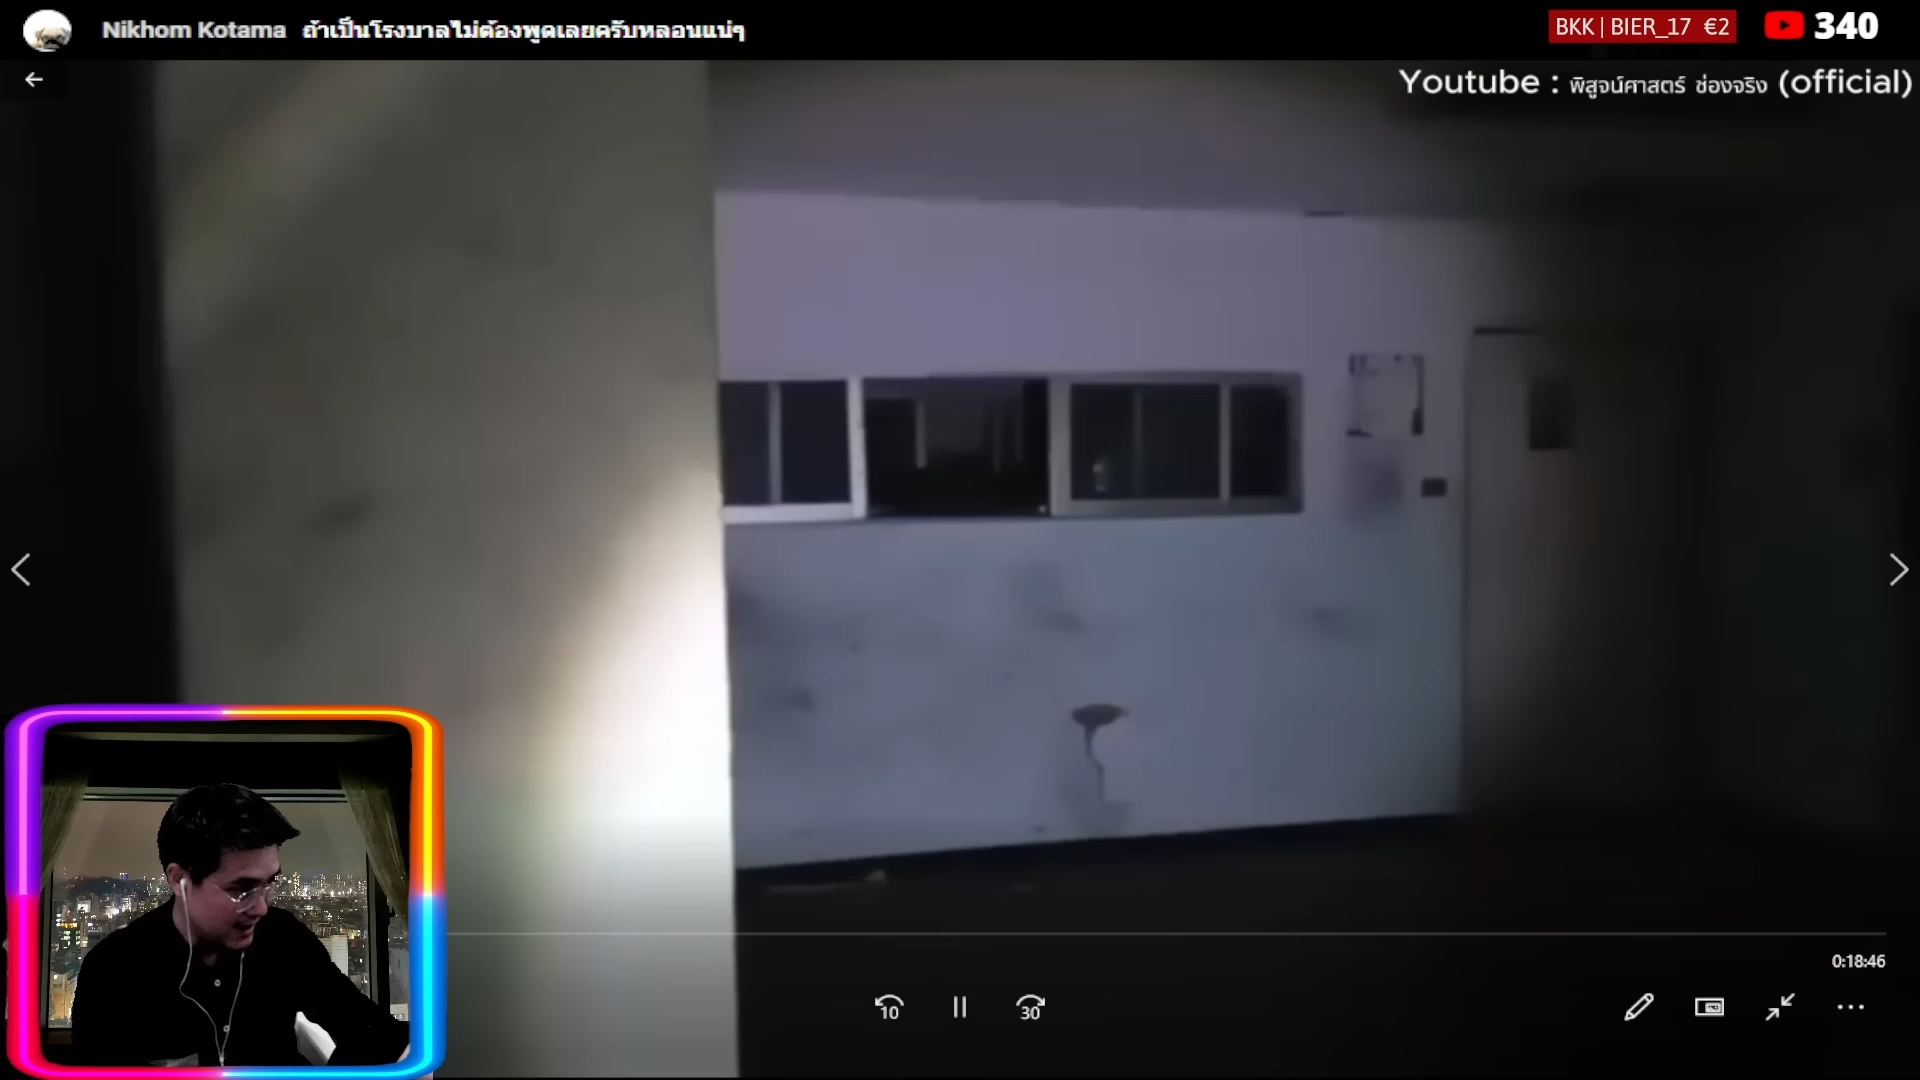 Nikhom Kotama ถ้าเป็นโรงบาลไม่ต้องพูดเลยครับหลอนแน่ๆ
BKK | BIER_17 €2
340
Youtube : พิสูจน์ศาสตร์ ช่องจริง (official)
0:18:46
10
30